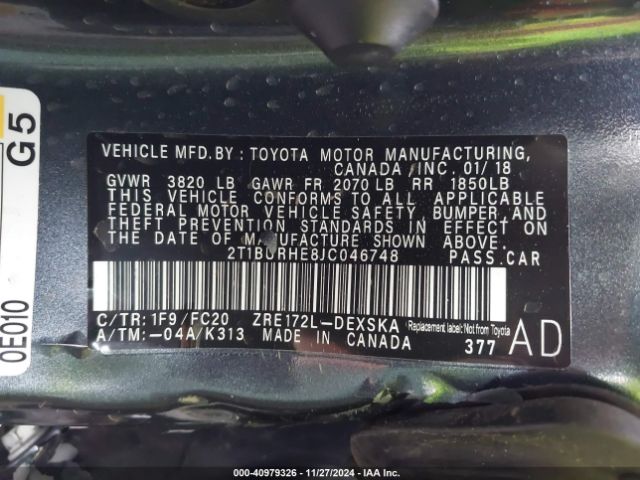 VEHICLE MFD. BY : TOYOTA MOTOR MANUFACTURING,
CANADA, INC. 01/18
GVWR 3820 LB GAWR FR 2070 LB RR 1850LB
THIS VEHICLE CONFORMS TO ALL APPLICABLE
FEDERAL MOTOR VEHICLE SAFETY, BUMPER, AND
THEFT PREVENTION STANDARDS IN EFFECT ON
THE DATE OF MANUFACTURE SHOWN ABOVE.
2T1BURHE8JC046748 PASS.CAR
C/TR: 1F9/FC20 ZRE172L-DEXSKA
Replacement Label
Not From Toyota
A/TM: -04A/K313 MADE IN CANADA 377 AD
G5
0E010
000-40979326 | 11/27/2024 | IAA Inc.